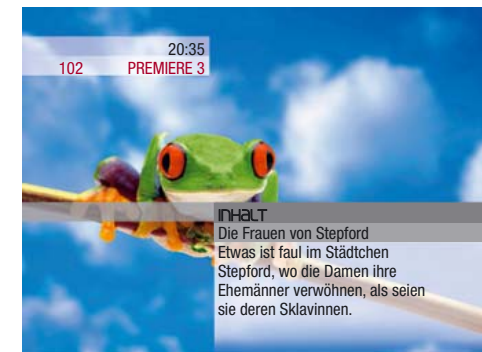 20:35
102 PREMIERE 3
INHALT
Die Frauen von Stepford
Etwas ist faul im Städtchen
Stepford, wo die Damen ihre
Ehemänner verwöhnen, als seien
sie deren Sklavinnen.